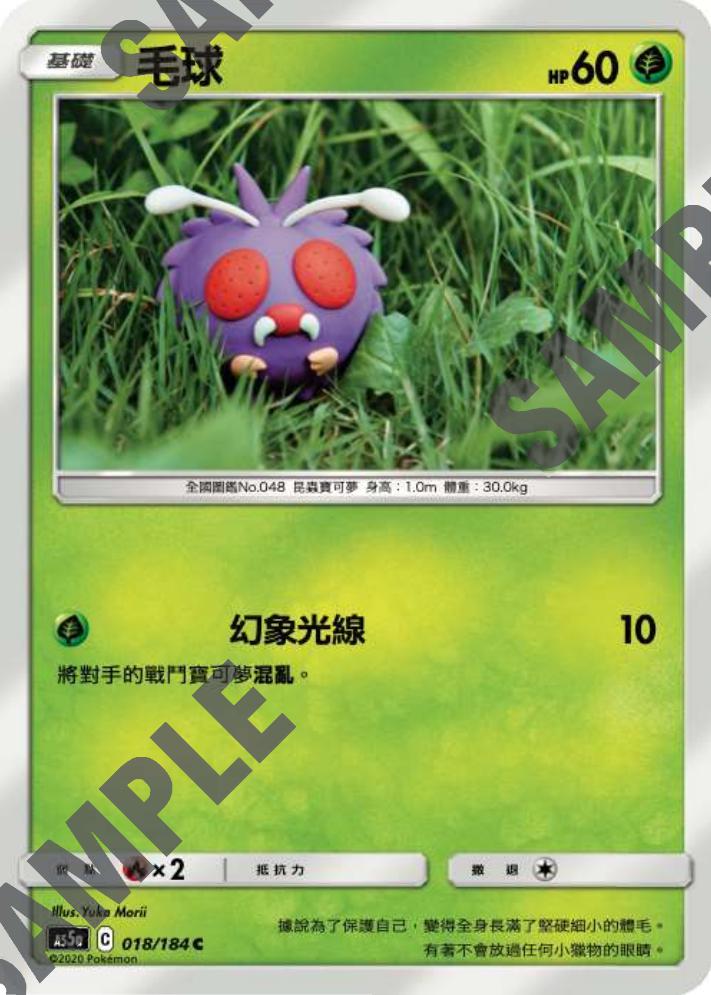 基礎 毛球 HP60
全國圖鑑No.048 昆蟲寶可夢 身高：1.0m 體重：30.0kg
幻象光線 10
將對手的戰鬥寶可夢混亂。
弱點 ×2 抵抗力 撤退
Illus. Yuka Morii
AS5a C 018/184 C
©2020 Pokémon
據說為了保護自己，變得全身長滿了堅硬細小的體毛。
有著不會放過任何小獵物的眼睛。
SAMPLE
SAMPLE
SAMPLE